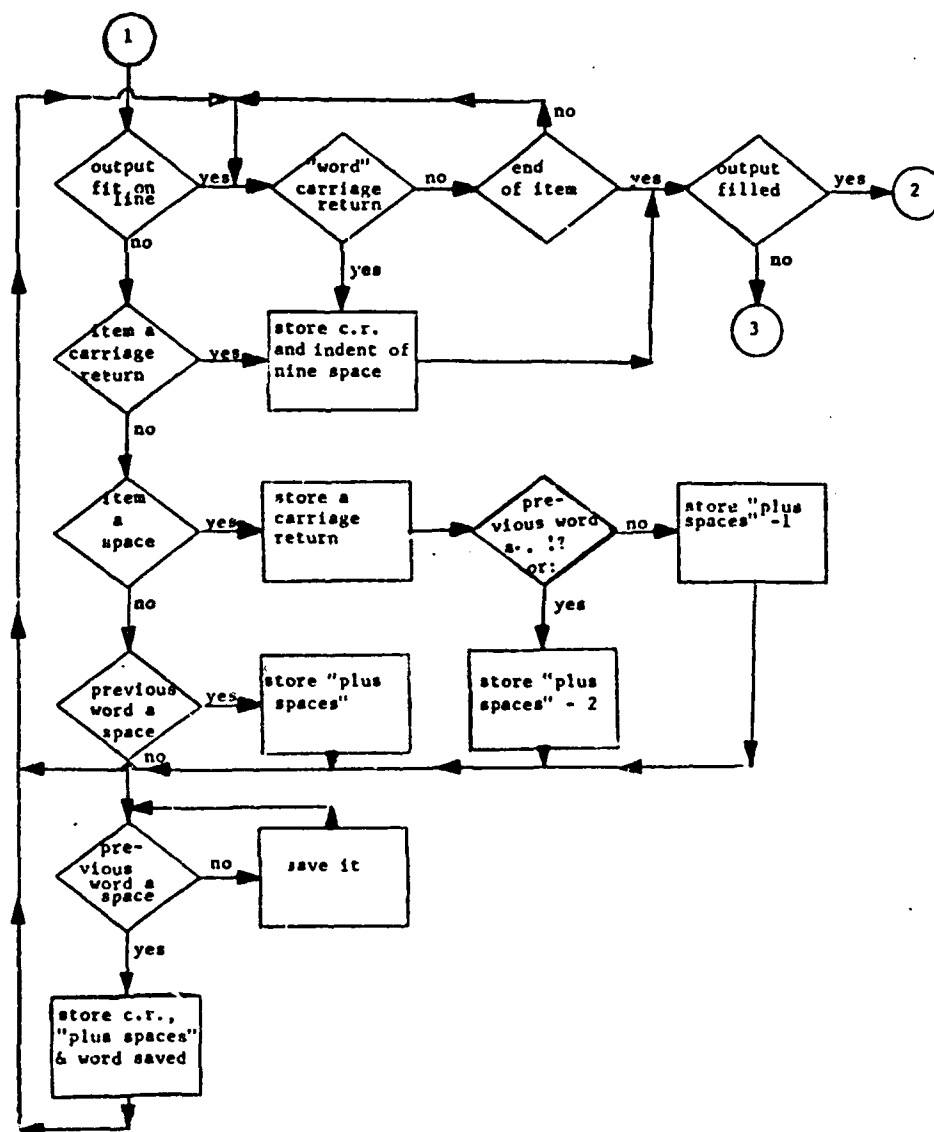 1
no
output
fit on
line
yes
"word"
carriage
return
no
end
of item
yes
output
filled
yes
2
no
yes
no
3
item a
carriage
return
yes
store c.r.
and indent of
nine space
no
item
a
space
yes
store a
carriage
return
pre-
vious word
a . . !?
or:
no
store "plus
spaces" -1
no
yes
previous
word a
space
yes
store "plus
spaces"
store "plus
spaces" - 2
no
pre-
vious
word a
space
no
save it
yes
store c.r.,
"plus spaces"
& word saved